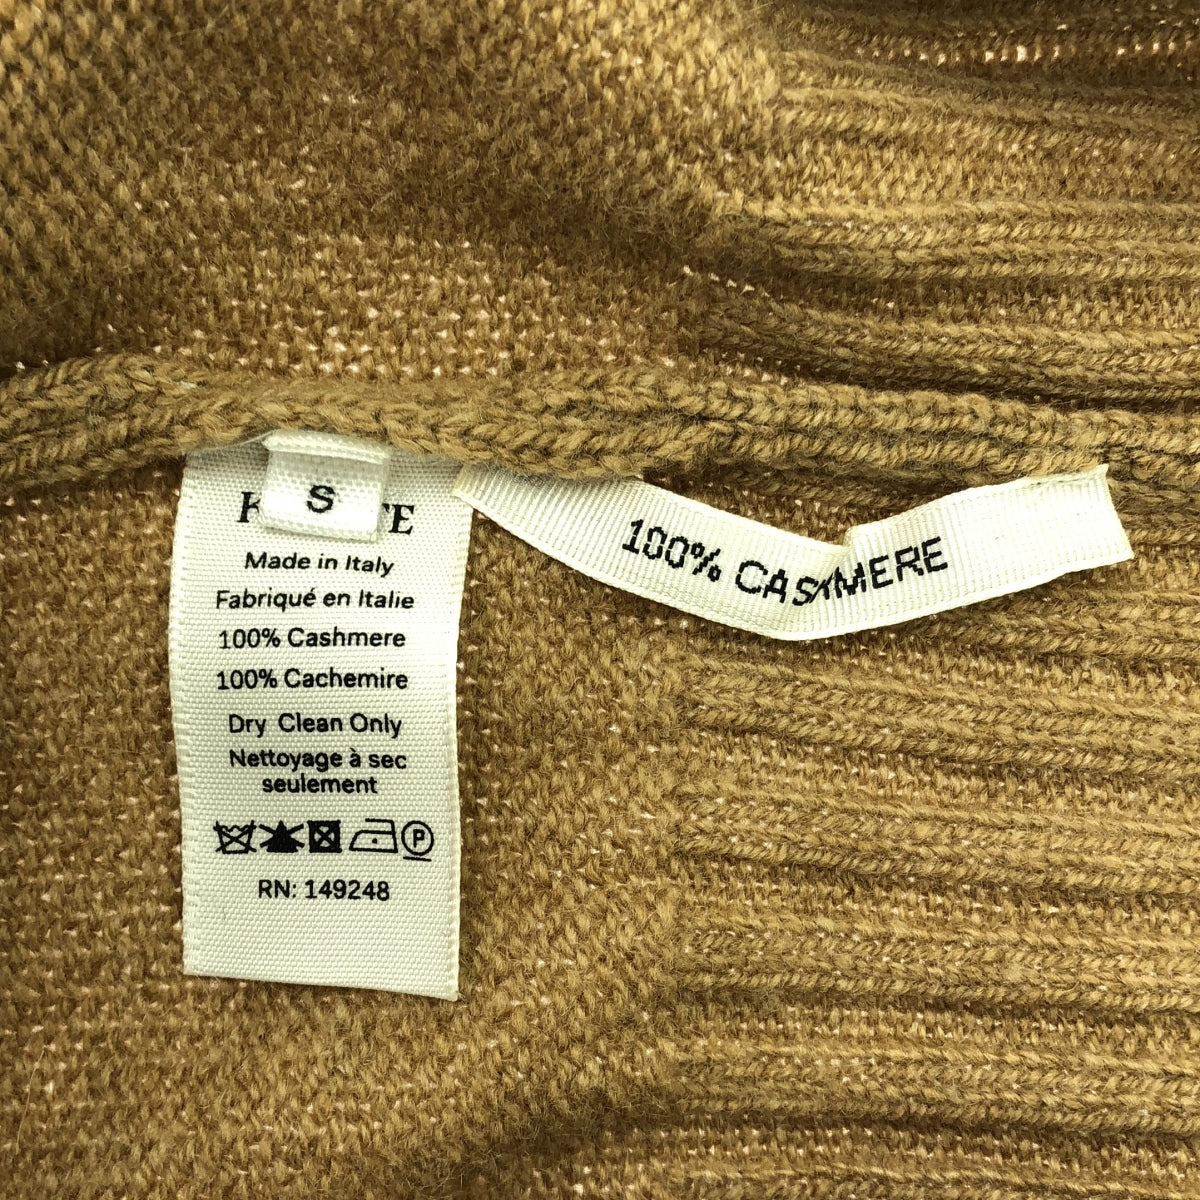 S
Made in Italy
Fabriqué en Italie
100% Cashmere
100% Cachemire
Dry Clean Only
Nettoyage à sec
seulement
P
RN: 149248
100% CASHMERE